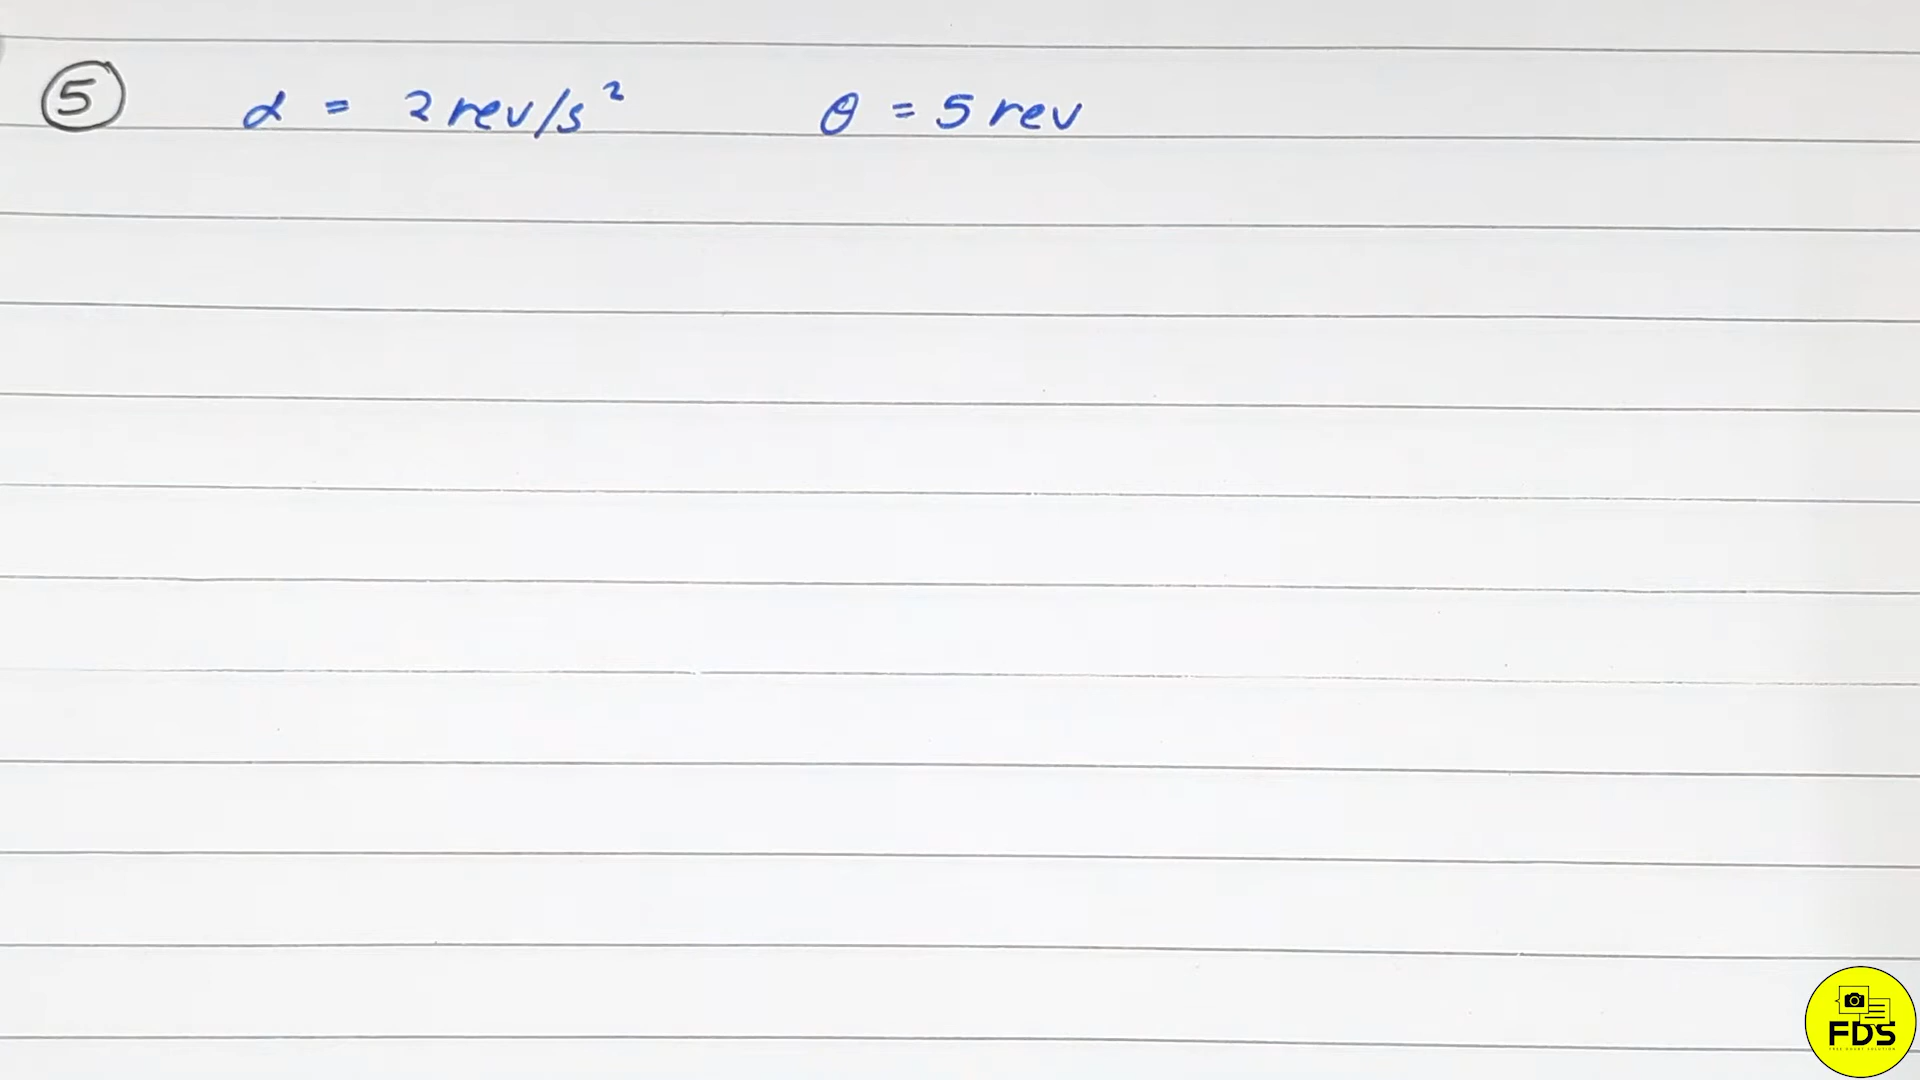 5 α = 2 rev/s² θ = 5 rev
FDS